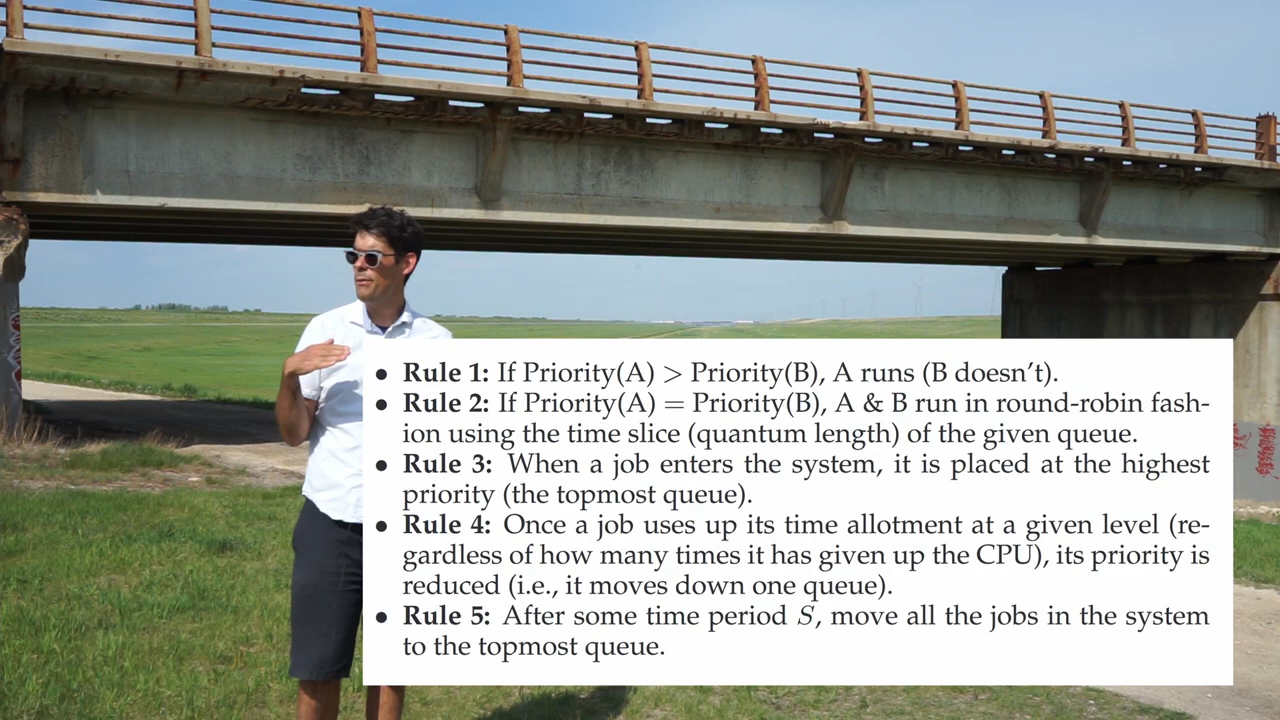 • Rule 1: If Priority(A) > Priority(B), A runs (B doesn't).
• Rule 2: If Priority(A) = Priority(B), A & B run in round-robin fash-
ion using the time slice (quantum length) of the given queue.
• Rule 3: When a job enters the system, it is placed at the highest
priority (the topmost queue).
• Rule 4: Once a job uses up its time allotment at a given level (re-
gardless of how many times it has given up the CPU), its priority is
reduced (i.e., it moves down one queue).
• Rule 5: After some time period S, move all the jobs in the system
to the topmost queue.